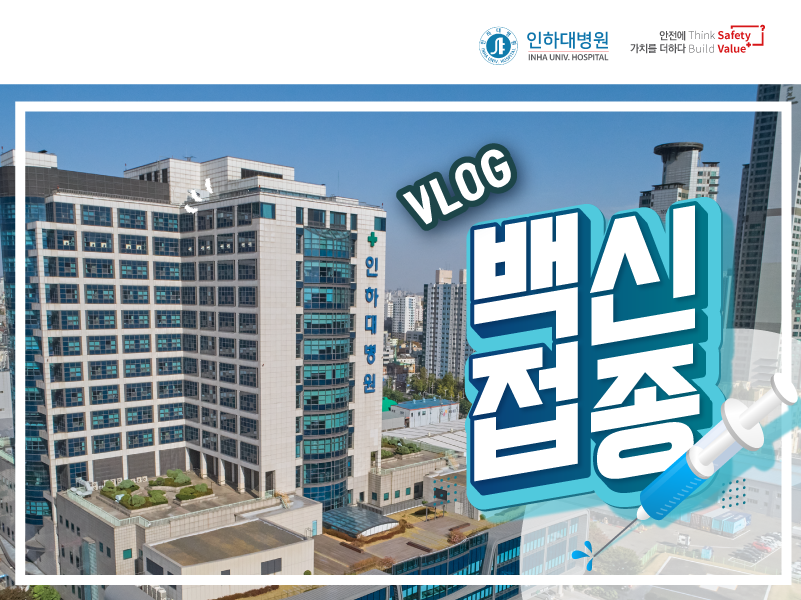 인하대병원
INHA UNIV. HOSPITAL
안전에 Think Safety
가치를 더하다 Build Value
VLOG
백신
접종
인하대병원